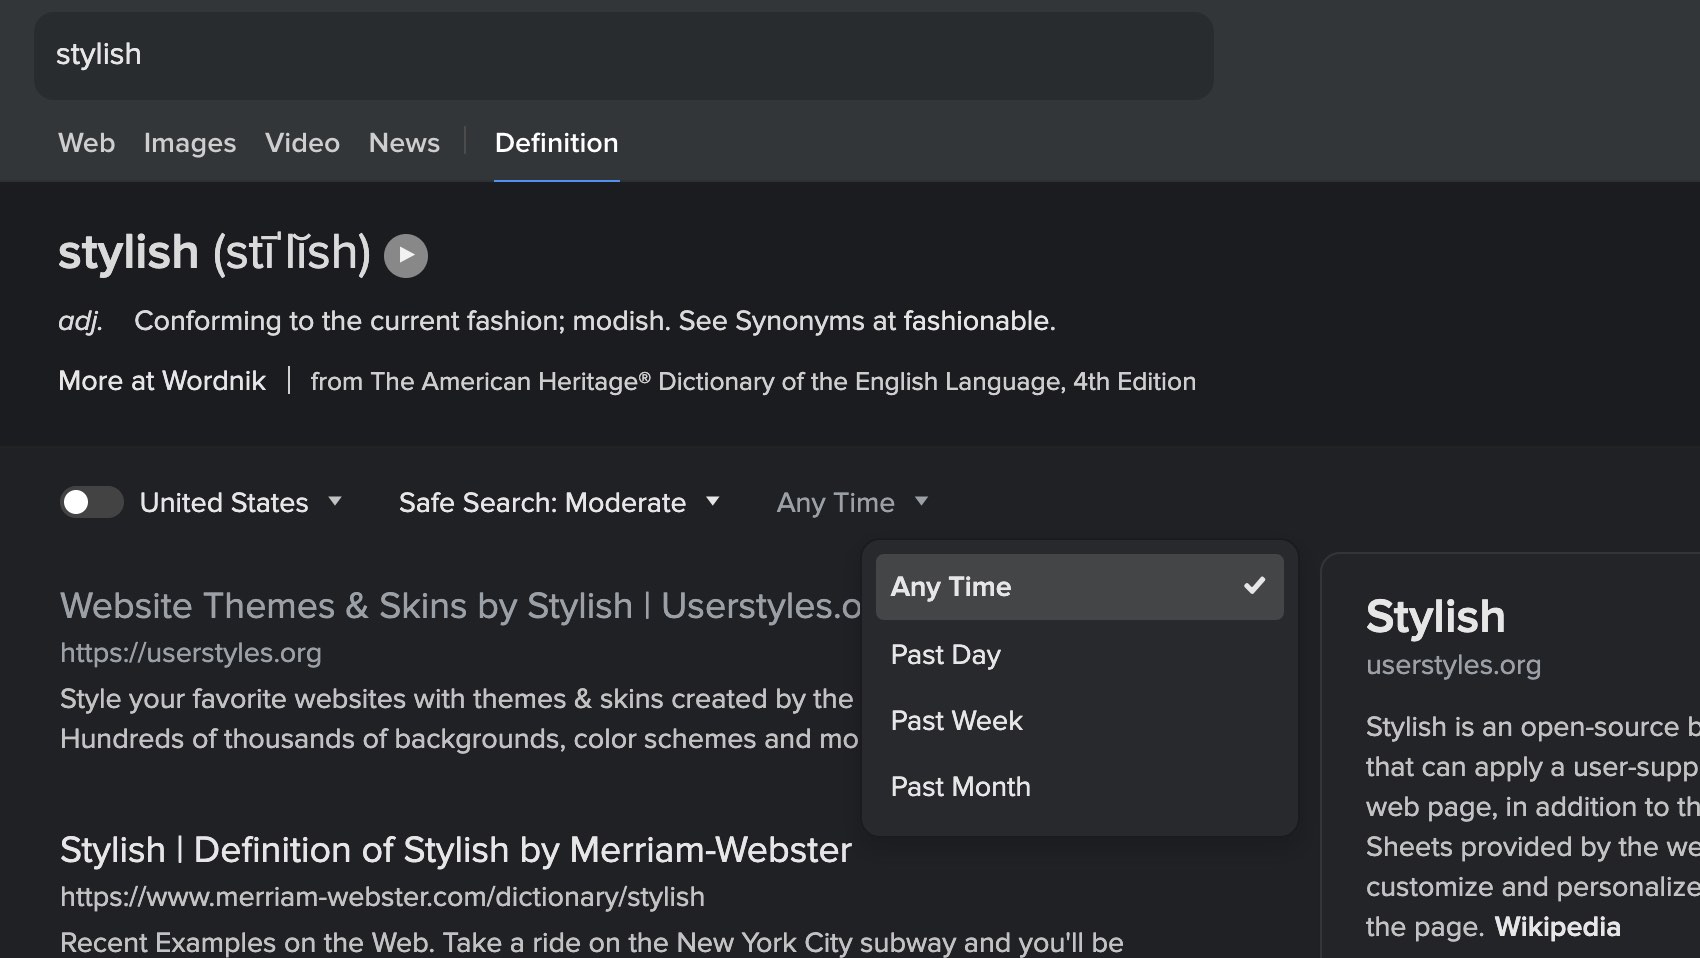 stylish
Web Images Video News Definition
stylish (stī′lĭsh)
adj. Conforming to the current fashion; modish. See Synonyms at fashionable.
More at Wordnik from The American Heritage® Dictionary of the English Language, 4th Edition
United States Safe Search: Moderate Any Time
Any Time
Past Day
Past Week
Past Month
Website Themes & Skins by Stylish | Userstyles.o
https://userstyles.org
Style your favorite websites with themes & skins created by the
Hundreds of thousands of backgrounds, color schemes and mo
Stylish | Definition of Stylish by Merriam-Webster
https://www.merriam-webster.com/dictionary/stylish
Recent Examples on the Web. Take a ride on the New York City subway and you'll be
Stylish
userstyles.org
Stylish is an open-source b
that can apply a user-supp
web page, in addition to th
Sheets provided by the we
customize and personalize
the page. Wikipedia